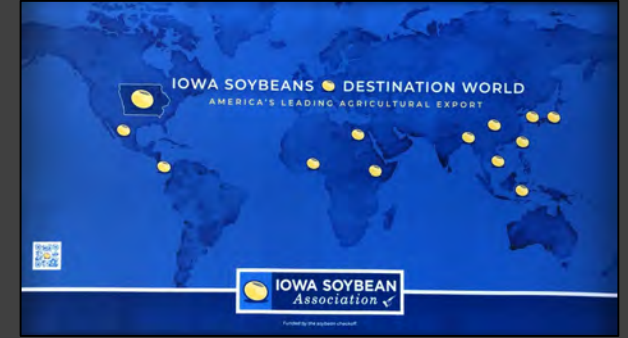 IOWA SOYBEANS DESTINATION WORLD
AMERICA'S LEADING AGRICULTURAL EXPORT
IOWA SOYBEAN
Association
Funded by the soybean checkoff